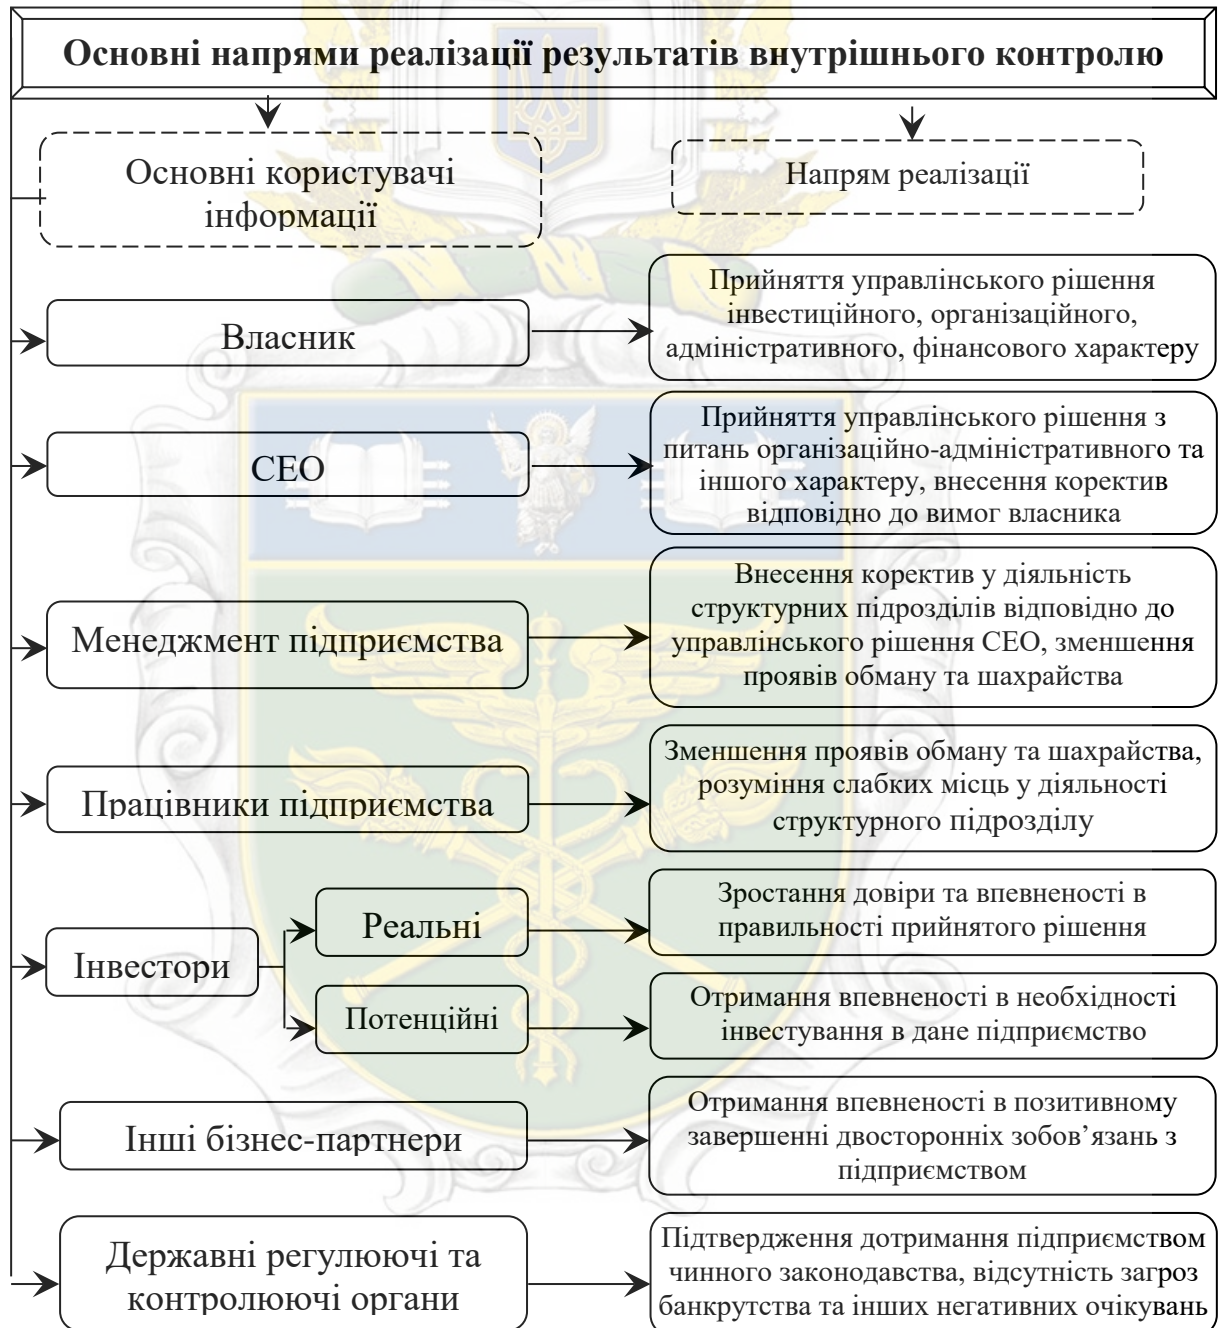 Основні напрями реалізації результатів внутрішнього контролю
Основні користувачі
інформації
Напрям реалізації
Власник
Прийняття управлінського рішення
інвестиційного, організаційного,
адміністративного, фінансового характеру
СЕО
Прийняття управлінського рішення з
питань організаційно-адміністративного та
іншого характеру, внесення коректив
відповідно до вимог власника
Менеджмент підприємства
Внесення коректив у діяльність
структурних підрозділів відповідно до
управлінського рішення СЕО, зменшення
проявів обману та шахрайства
Працівники підприємства
Зменшення проявів обману та шахрайства,
розуміння слабких місць у діяльності
структурного підрозділу
Інвестори
Реальні
Зростання довіри та впевненості в
правильності прийнятого рішення
Потенційні
Отримання впевненості в необхідності
інвестування в дане підприємство
Інші бізнес-партнери
Отримання впевненості в позитивному
завершенні двосторонніх зобов’язань з
підприємством
Державні регулюючі та
контролюючі органи
Підтвердження дотримання підприємством
чинного законодавства, відсутність загроз
банкрутства та інших негативних очікувань